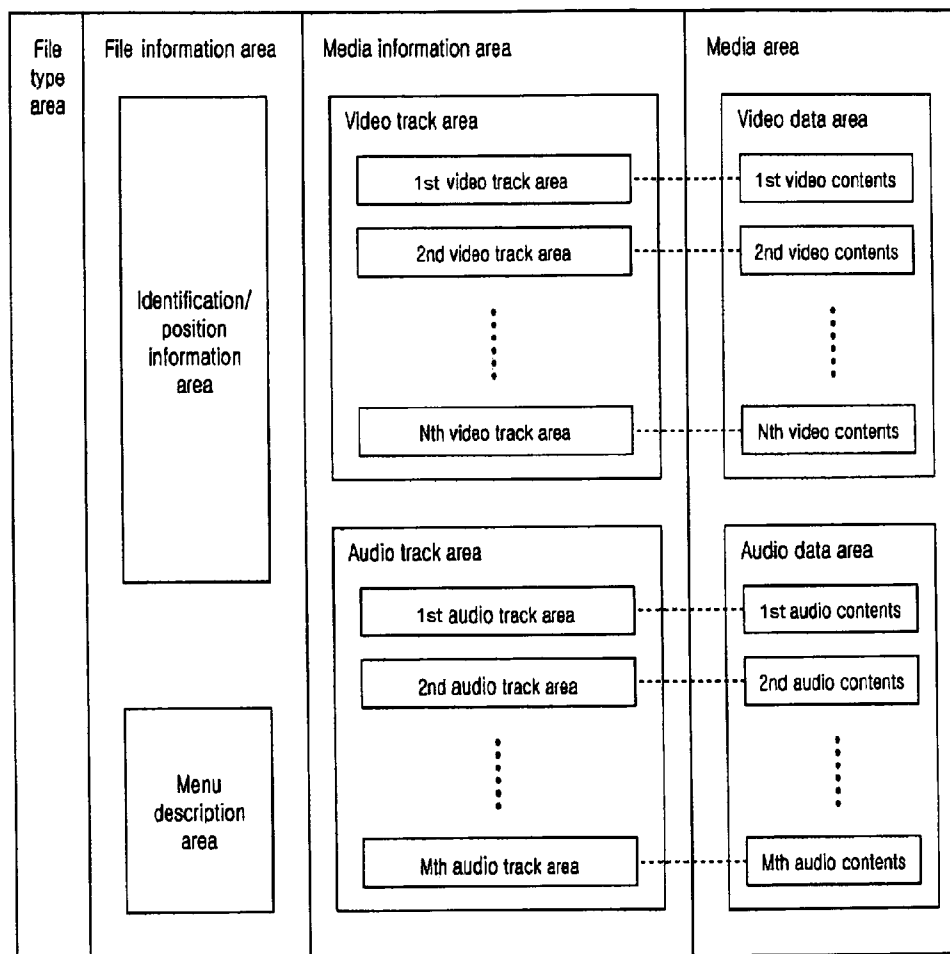 File
type
area
File information area
Identification/
position
information
area
Menu
description
area
Media information area
Video track area
1st video track area
2nd video track area
Nth video track area
Audio track area
1st audio track area
2nd audio track area
Mth audio track area
Media area
Video data area
1st video contents
2nd video contents
Nth video contents
Audio data area
1st audio contents
2nd audio contents
Mth audio contents